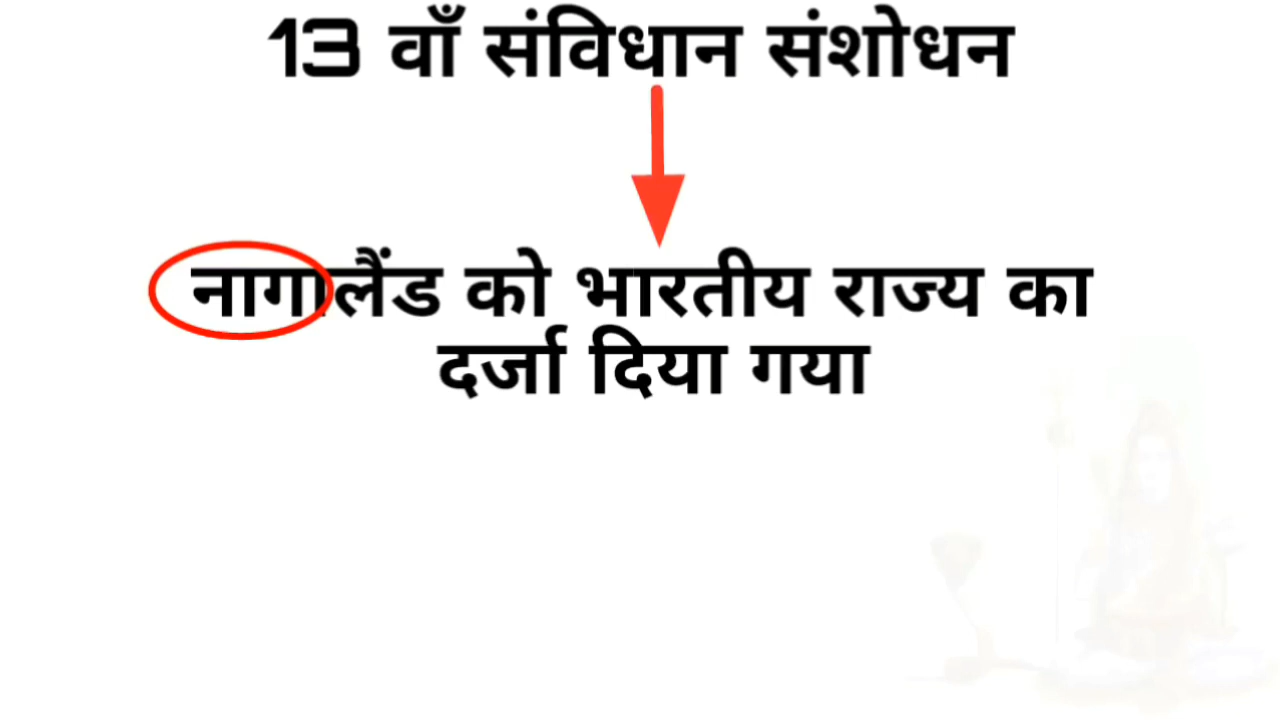 13 वाँ संविधान संशोधन
नागालैंड को भारतीय राज्य का
दर्जा दिया गया